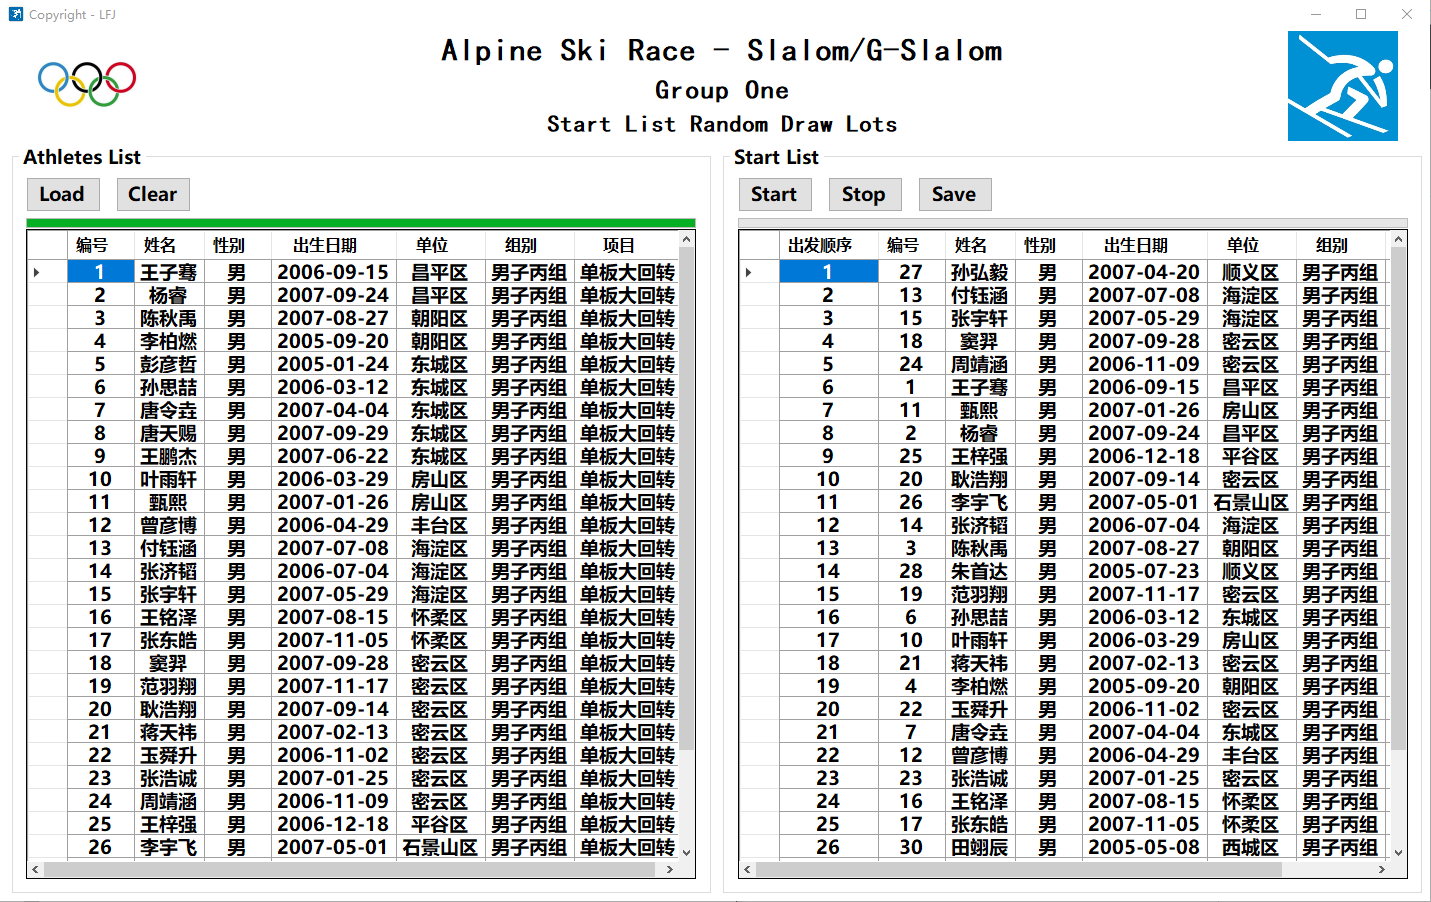 Copyright - LFJ
Alpine Ski Race - Slalom/G-Slalom
Group One
Start List Random Draw Lots
Athletes List
Load Clear
编号 姓名 性别 出生日期 单位 组别 项目
1 王子骞 男 2006-09-15 昌平区 男子丙组 单板大回转
2 杨睿 男 2007-09-24 昌平区 男子丙组 单板大回转
3 陈秋禹 男 2007-08-27 朝阳区 男子丙组 单板大回转
4 李柏燃 男 2005-09-20 朝阳区 男子丙组 单板大回转
5 彭彦哲 男 2005-01-24 东城区 男子丙组 单板大回转
6 孙思喆 男 2006-03-12 东城区 男子丙组 单板大回转
7 唐令垚 男 2007-04-04 东城区 男子丙组 单板大回转
8 唐天赐 男 2007-09-29 东城区 男子丙组 单板大回转
9 王鹏杰 男 2007-06-22 东城区 男子丙组 单板大回转
10 叶雨轩 男 2006-03-29 房山区 男子丙组 单板大回转
11 甄熙 男 2007-01-26 房山区 男子丙组 单板大回转
12 曾彦博 男 2006-04-29 丰台区 男子丙组 单板大回转
13 付钰涵 男 2007-07-08 海淀区 男子丙组 单板大回转
14 张济韬 男 2006-07-04 海淀区 男子丙组 单板大回转
15 张宇轩 男 2007-05-29 海淀区 男子丙组 单板大回转
16 王铭泽 男 2007-08-15 怀柔区 男子丙组 单板大回转
17 张东皓 男 2007-11-05 怀柔区 男子丙组 单板大回转
18 窦羿 男 2007-09-28 密云区 男子丙组 单板大回转
19 范羽翔 男 2007-11-17 密云区 男子丙组 单板大回转
20 耿浩翔 男 2007-09-14 密云区 男子丙组 单板大回转
21 蒋天祎 男 2007-02-13 密云区 男子丙组 单板大回转
22 玉舜升 男 2006-11-02 密云区 男子丙组 单板大回转
23 张浩诚 男 2007-01-25 密云区 男子丙组 单板大回转
24 周靖涵 男 2006-11-09 密云区 男子丙组 单板大回转
25 王梓强 男 2006-12-18 平谷区 男子丙组 单板大回转
26 李宇飞 男 2007-05-01 石景山区 男子丙组 单板大回转
Start List
Start Stop Save
出发顺序 编号 姓名 性别 出生日期 单位 组别
1 27 孙弘毅 男 2007-04-20 顺义区 男子丙组
2 13 付钰涵 男 2007-07-08 海淀区 男子丙组
3 15 张宇轩 男 2007-05-29 海淀区 男子丙组
4 18 窦羿 男 2007-09-28 密云区 男子丙组
5 24 周靖涵 男 2006-11-09 密云区 男子丙组
6 1 王子骞 男 2006-09-15 昌平区 男子丙组
7 11 甄熙 男 2007-01-26 房山区 男子丙组
8 2 杨睿 男 2007-09-24 昌平区 男子丙组
9 25 王梓强 男 2006-12-18 平谷区 男子丙组
10 20 耿浩翔 男 2007-09-14 密云区 男子丙组
11 26 李宇飞 男 2007-05-01 石景山区 男子丙组
12 14 张济韬 男 2006-07-04 海淀区 男子丙组
13 3 陈秋禹 男 2007-08-27 朝阳区 男子丙组
14 28 朱首达 男 2005-07-23 顺义区 男子丙组
15 19 范羽翔 男 2007-11-17 密云区 男子丙组
16 6 孙思喆 男 2006-03-12 东城区 男子丙组
17 10 叶雨轩 男 2006-03-29 房山区 男子丙组
18 21 蒋天祎 男 2007-02-13 密云区 男子丙组
19 4 李柏燃 男 2005-09-20 朝阳区 男子丙组
20 22 玉舜升 男 2006-11-02 密云区 男子丙组
21 7 唐令垚 男 2007-04-04 东城区 男子丙组
22 12 曾彦博 男 2006-04-29 丰台区 男子丙组
23 23 张浩诚 男 2007-01-25 密云区 男子丙组
24 16 王铭泽 男 2007-08-15 怀柔区 男子丙组
25 17 张东皓 男 2007-11-05 怀柔区 男子丙组
26 30 田翊辰 男 2005-05-08 西城区 男子丙组